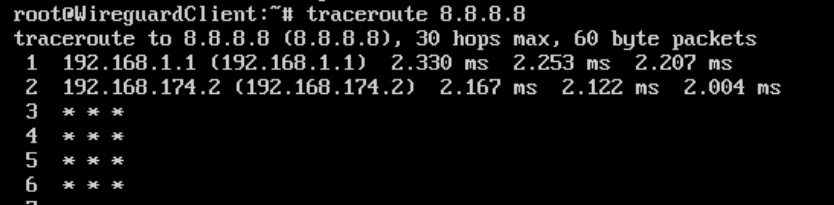 root@WireguardClient:~# traceroute 8.8.8.8
traceroute to 8.8.8.8 (8.8.8.8), 30 hops max, 60 byte packets
1 192.168.1.1 (192.168.1.1) 2.330 ms 2.253 ms 2.207 ms
2 192.168.174.2 (192.168.174.2) 2.167 ms 2.122 ms 2.004 ms
3 * * *
4 * * *
5 * * *
6 * * *